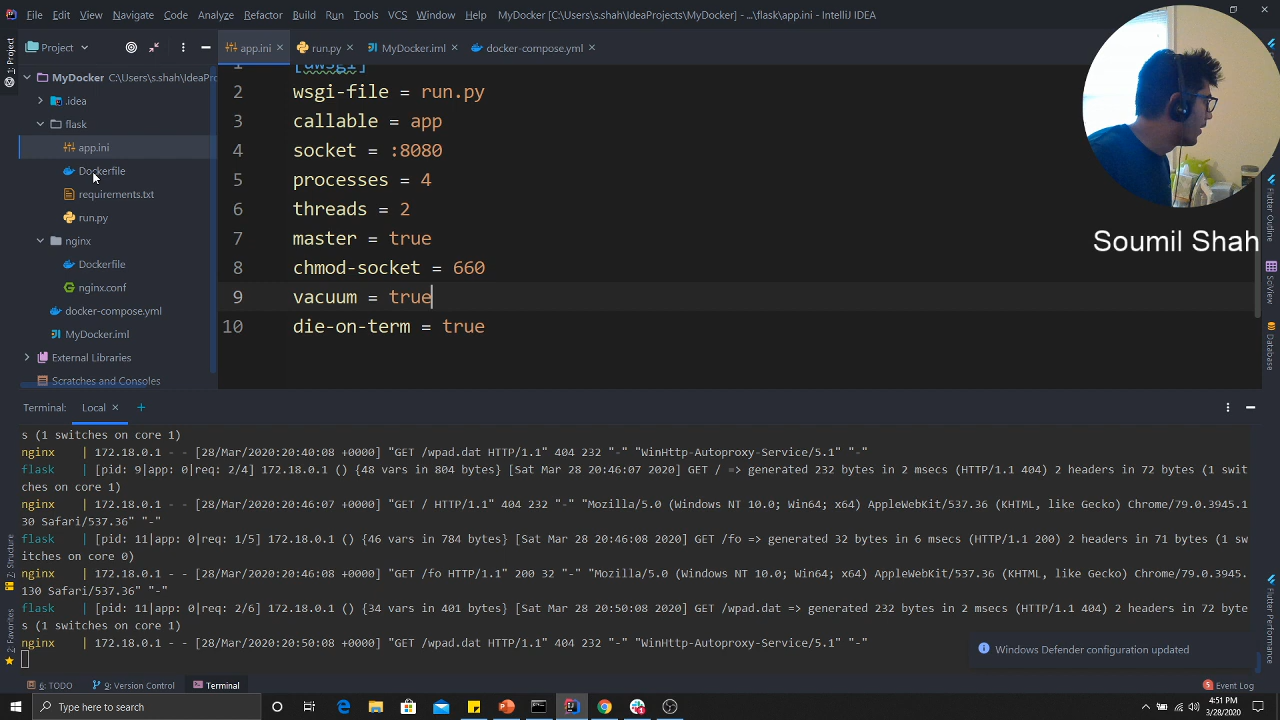 File Edit View Navigate Code Analyze Refactor Build Run Tools VCS Window Help MyDocker [C:\Users\s.shah\IdeaProjects\MyDocker] - ...\flask\app.ini - IntelliJ IDEA
1: Project
Project
app.ini
run.py
MyDocker.iml
docker-compose.yml
MyDocker C:\Users\s.shah\IdeaPro
.idea
flask
app.ini
Dockerfile
requirements.txt
run.py
nginx
Dockerfile
nginx.conf
docker-compose.yml
MyDocker.iml
External Libraries
Scratches and Consoles
1 [uwsgi]
2 wsgi-file = run.py
3 callable = app
4 socket = :8080
5 processes = 4
6 threads = 2
7 master = true
8 chmod-socket = 660
9 vacuum = true
10 die-on-term = true
Soumil Shah
Flutter Outline
SciView
Database
Flutter Performance
Terminal: Local +
s (1 switches on core 1)
nginx | 172.18.0.1 - - [28/Mar/2020:20:40:08 +0000] "GET /wpad.dat HTTP/1.1" 404 232 "-" "WinHttp-Autoproxy-Service/5.1" "-"
flask | [pid: 9|app: 0|req: 2/4] 172.18.0.1 () {48 vars in 804 bytes} [Sat Mar 28 20:46:07 2020] GET / => generated 232 bytes in 2 msecs (HTTP/1.1 404) 2 headers in 72 bytes (1 swit
ches on core 1)
nginx | 172.18.0.1 - - [28/Mar/2020:20:46:07 +0000] "GET / HTTP/1.1" 404 232 "-" "Mozilla/5.0 (Windows NT 10.0; Win64; x64) AppleWebKit/537.36 (KHTML, like Gecko) Chrome/79.0.3945.1
30 Safari/537.36" "-"
flask | [pid: 11|app: 0|req: 1/5] 172.18.0.1 () {46 vars in 784 bytes} [Sat Mar 28 20:46:08 2020] GET /fo => generated 32 bytes in 6 msecs (HTTP/1.1 200) 2 headers in 71 bytes (1 sw
itches on core 0)
nginx | 172.18.0.1 - - [28/Mar/2020:20:46:08 +0000] "GET /fo HTTP/1.1" 200 32 "-" "Mozilla/5.0 (Windows NT 10.0; Win64; x64) AppleWebKit/537.36 (KHTML, like Gecko) Chrome/79.0.3945.
130 Safari/537.36" "-"
flask | [pid: 11|app: 0|req: 2/6] 172.18.0.1 () {34 vars in 401 bytes} [Sat Mar 28 20:50:08 2020] GET /wpad.dat => generated 232 bytes in 2 msecs (HTTP/1.1 404) 2 headers in 72 byte
s (1 switches on core 1)
nginx | 172.18.0.1 - - [28/Mar/2020:20:50:08 +0000] "GET /wpad.dat HTTP/1.1" 404 232 "-" "WinHttp-Autoproxy-Service/5.1" "-"
Windows Defender configuration updated
Z: Structure
2: Favorites
6: TODO 9: Version Control Terminal Event Log
Type here to search
4:51 PM
3/28/2020